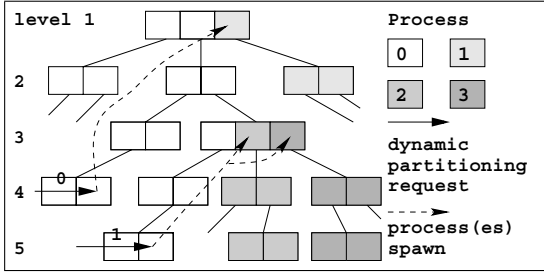 level 1
Process
0 1
2
2 3
3
dynamic
partitioning
request
4
0
process(es)
spawn
5
1